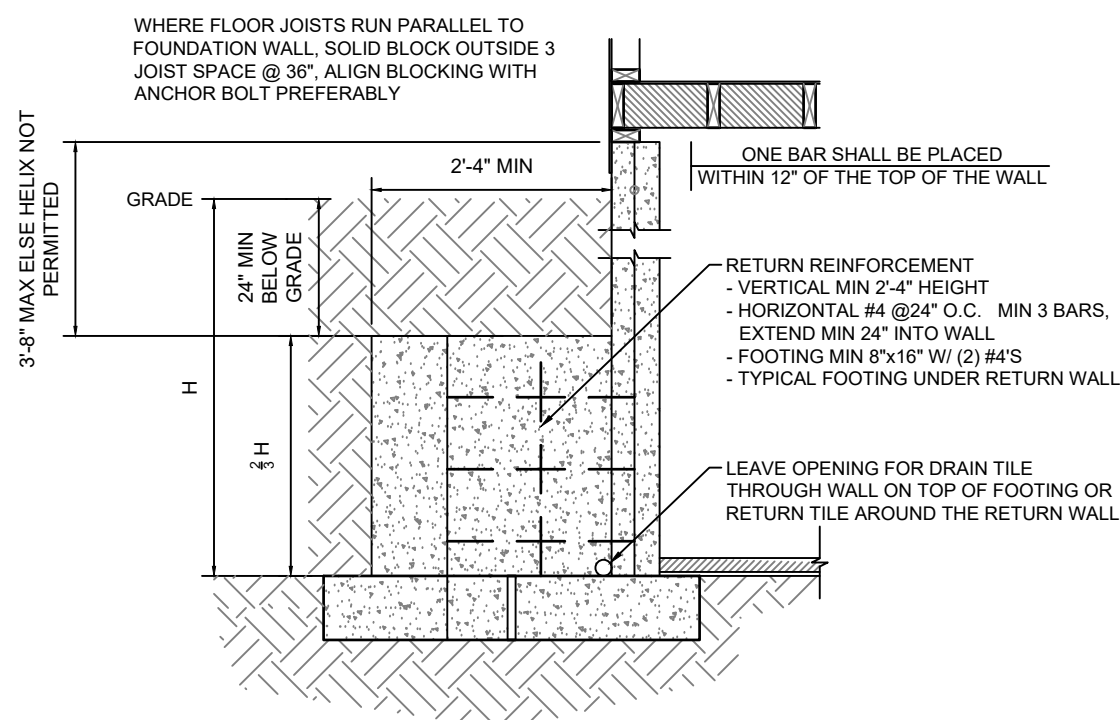 WHERE FLOOR JOISTS RUN PARALLEL TO
FOUNDATION WALL, SOLID BLOCK OUTSIDE 3
JOIST SPACE @ 36", ALIGN BLOCKING WITH
ANCHOR BOLT PREFERABLY
3'-8" MAX ELSE HELIX NOT
PERMITTED
GRADE
2'-4" MIN
24" MIN
BELOW
GRADE
H
⅔ H
ONE BAR SHALL BE PLACED
WITHIN 12" OF THE TOP OF THE WALL
RETURN REINFORCEMENT
- VERTICAL MIN 2'-4" HEIGHT
- HORIZONTAL #4 @24" O.C. MIN 3 BARS,
EXTEND MIN 24" INTO WALL
- FOOTING MIN 8"x16" W/ (2) #4'S
- TYPICAL FOOTING UNDER RETURN WALL
LEAVE OPENING FOR DRAIN TILE
THROUGH WALL ON TOP OF FOOTING OR
RETURN TILE AROUND THE RETURN WALL